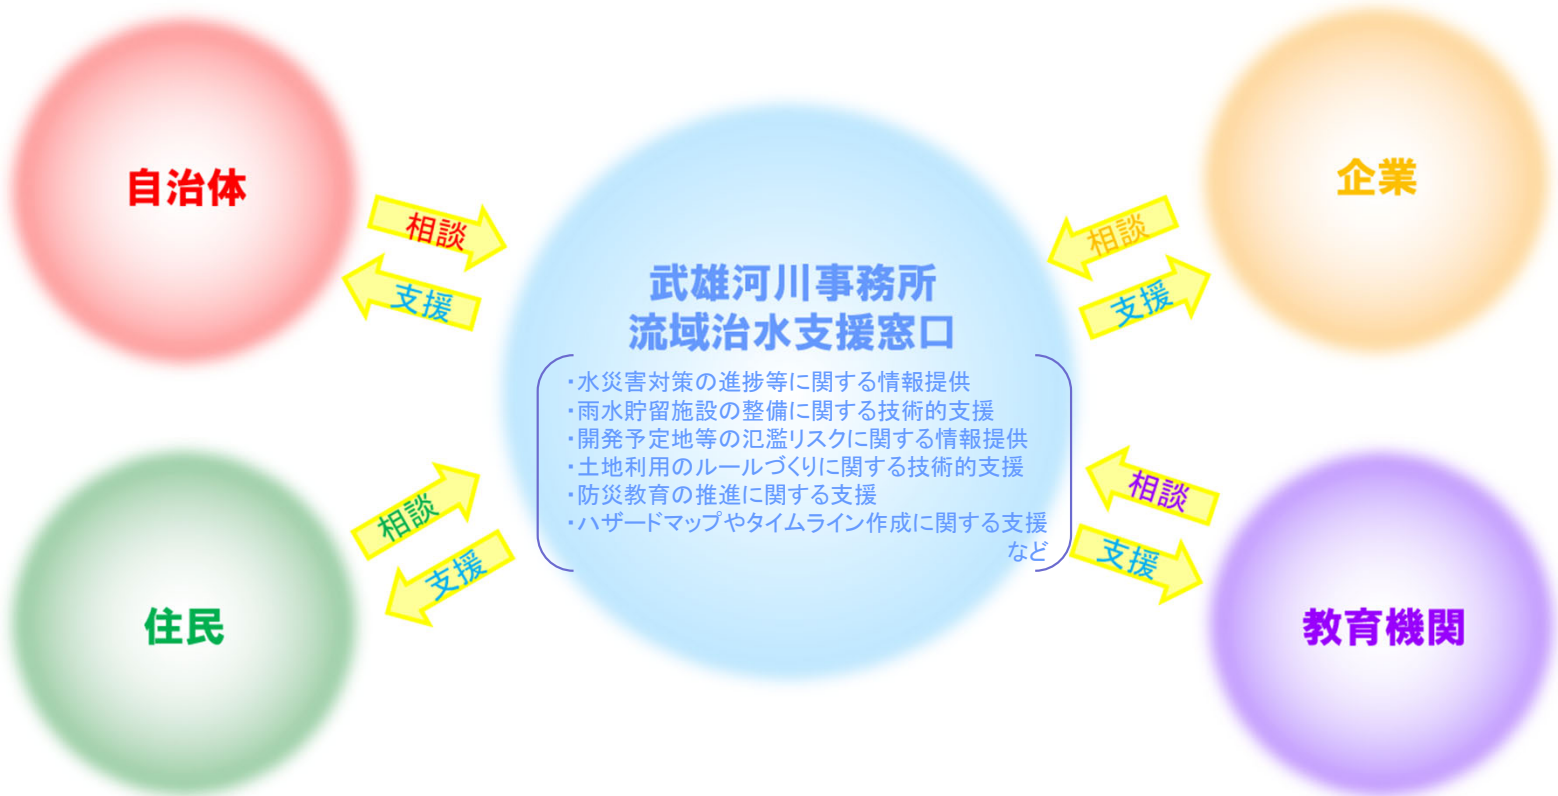 自治体
企業
相談
支援
相談
支援
武雄河川事務所
流域治水支援窓口
・水災害対策の進捗等に関する情報提供
・雨水貯留施設の整備に関する技術的支援
・開発予定地等の氾濫リスクに関する情報提供
・土地利用のルールづくりに関する技術的支援
・防災教育の推進に関する支援
・ハザードマップやタイムライン作成に関する支援
など
相談
支援
相談
支援
住民
教育機関